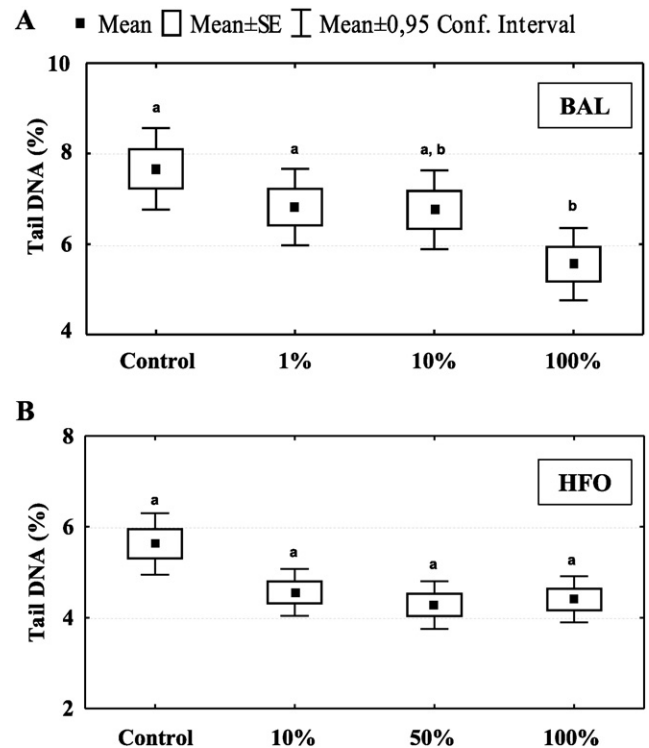 A
Mean Mean±SE Mean±0,95 Conf. Interval
10
8
6
4
Tail DNA (%)
BAL
a
a
a, b
b
Control 1% 10% 100%
B
8
6
4
2
Tail DNA (%)
HFO
a
a
a
a
Control 10% 50% 100%